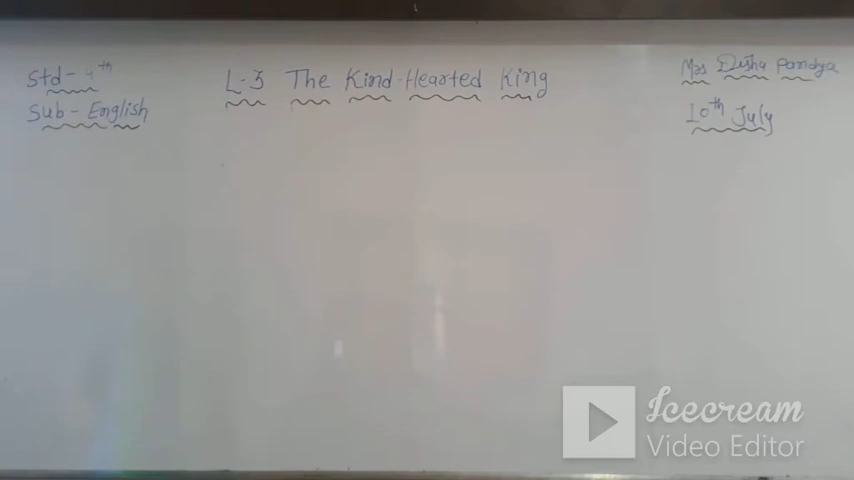 Std- 4th
Sub- English
L-3 The Kind-Hearted King
Mrs Disha Pandya
10th July
Icecream
Video Editor